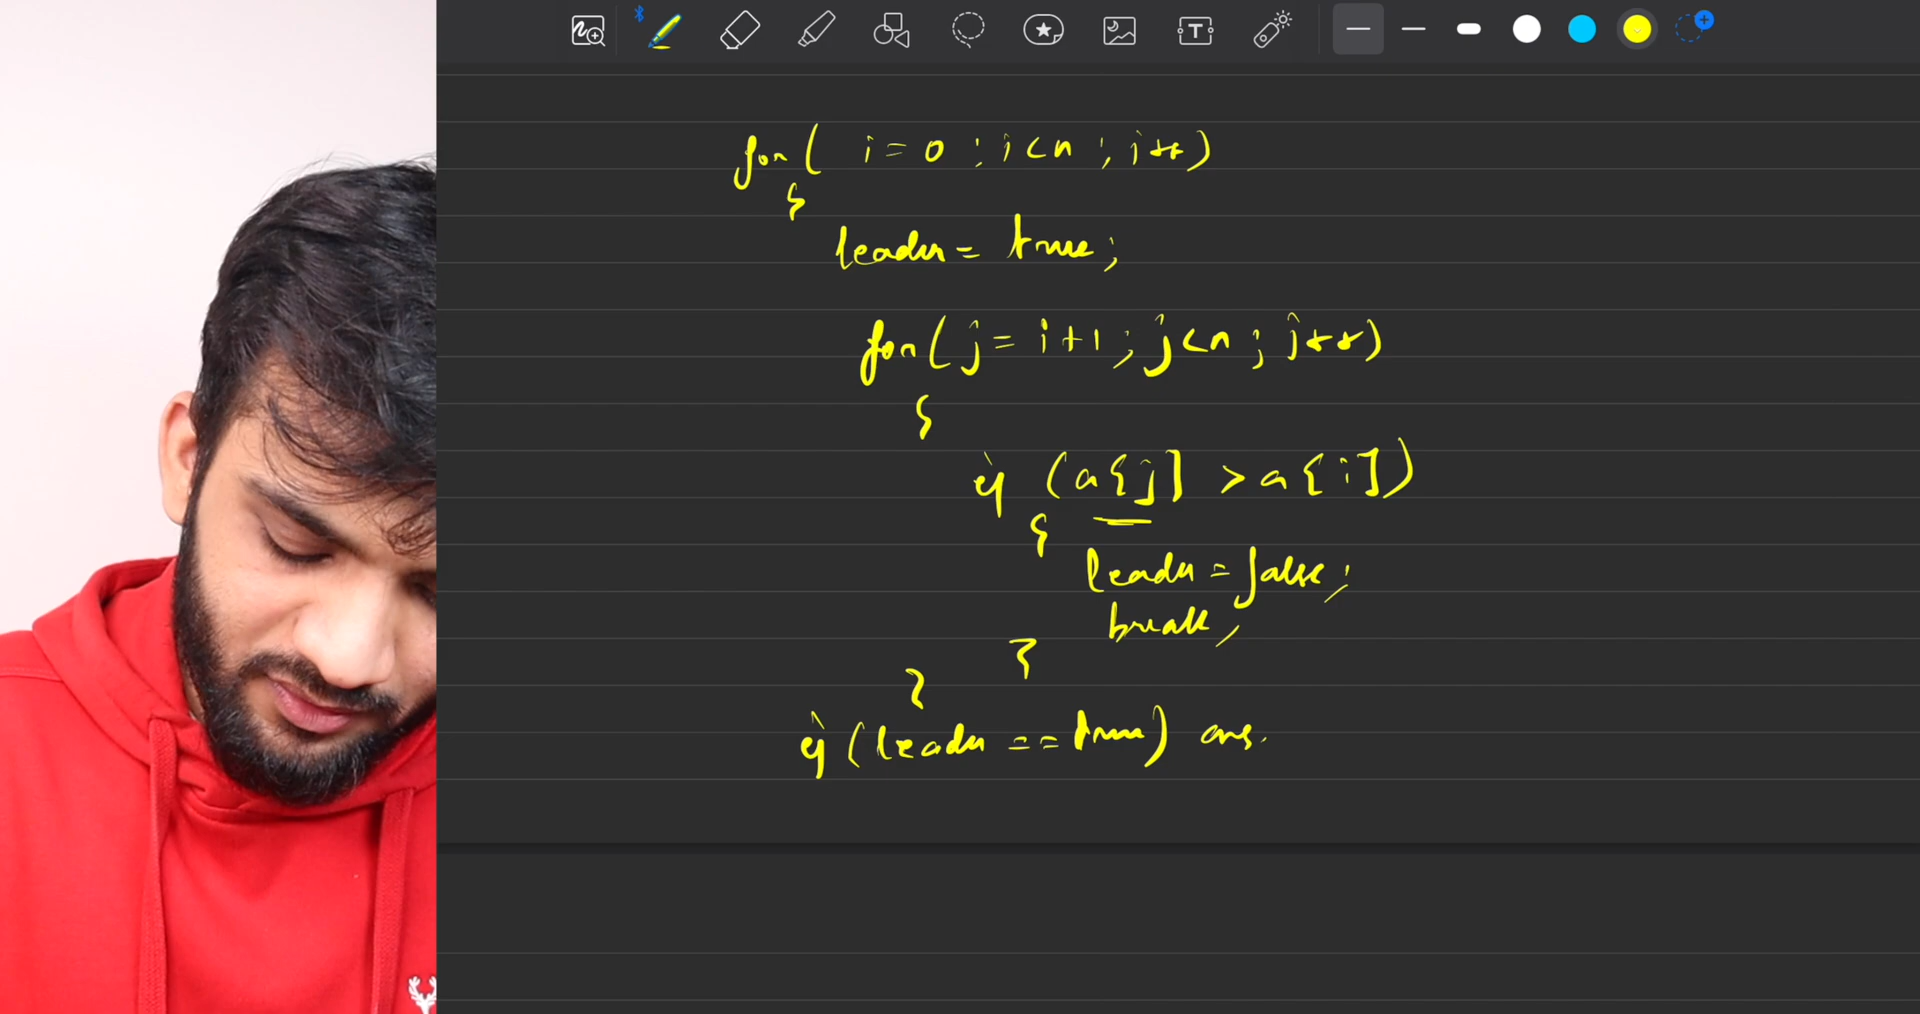 for( i=0 ; i<n ; i++)
{
leader = true;
for( j = i+1 ; j<n ; j++)
{
if (a[j] > a[i])
{
leader = false;
break;
}
}
if (leader == true) ans.